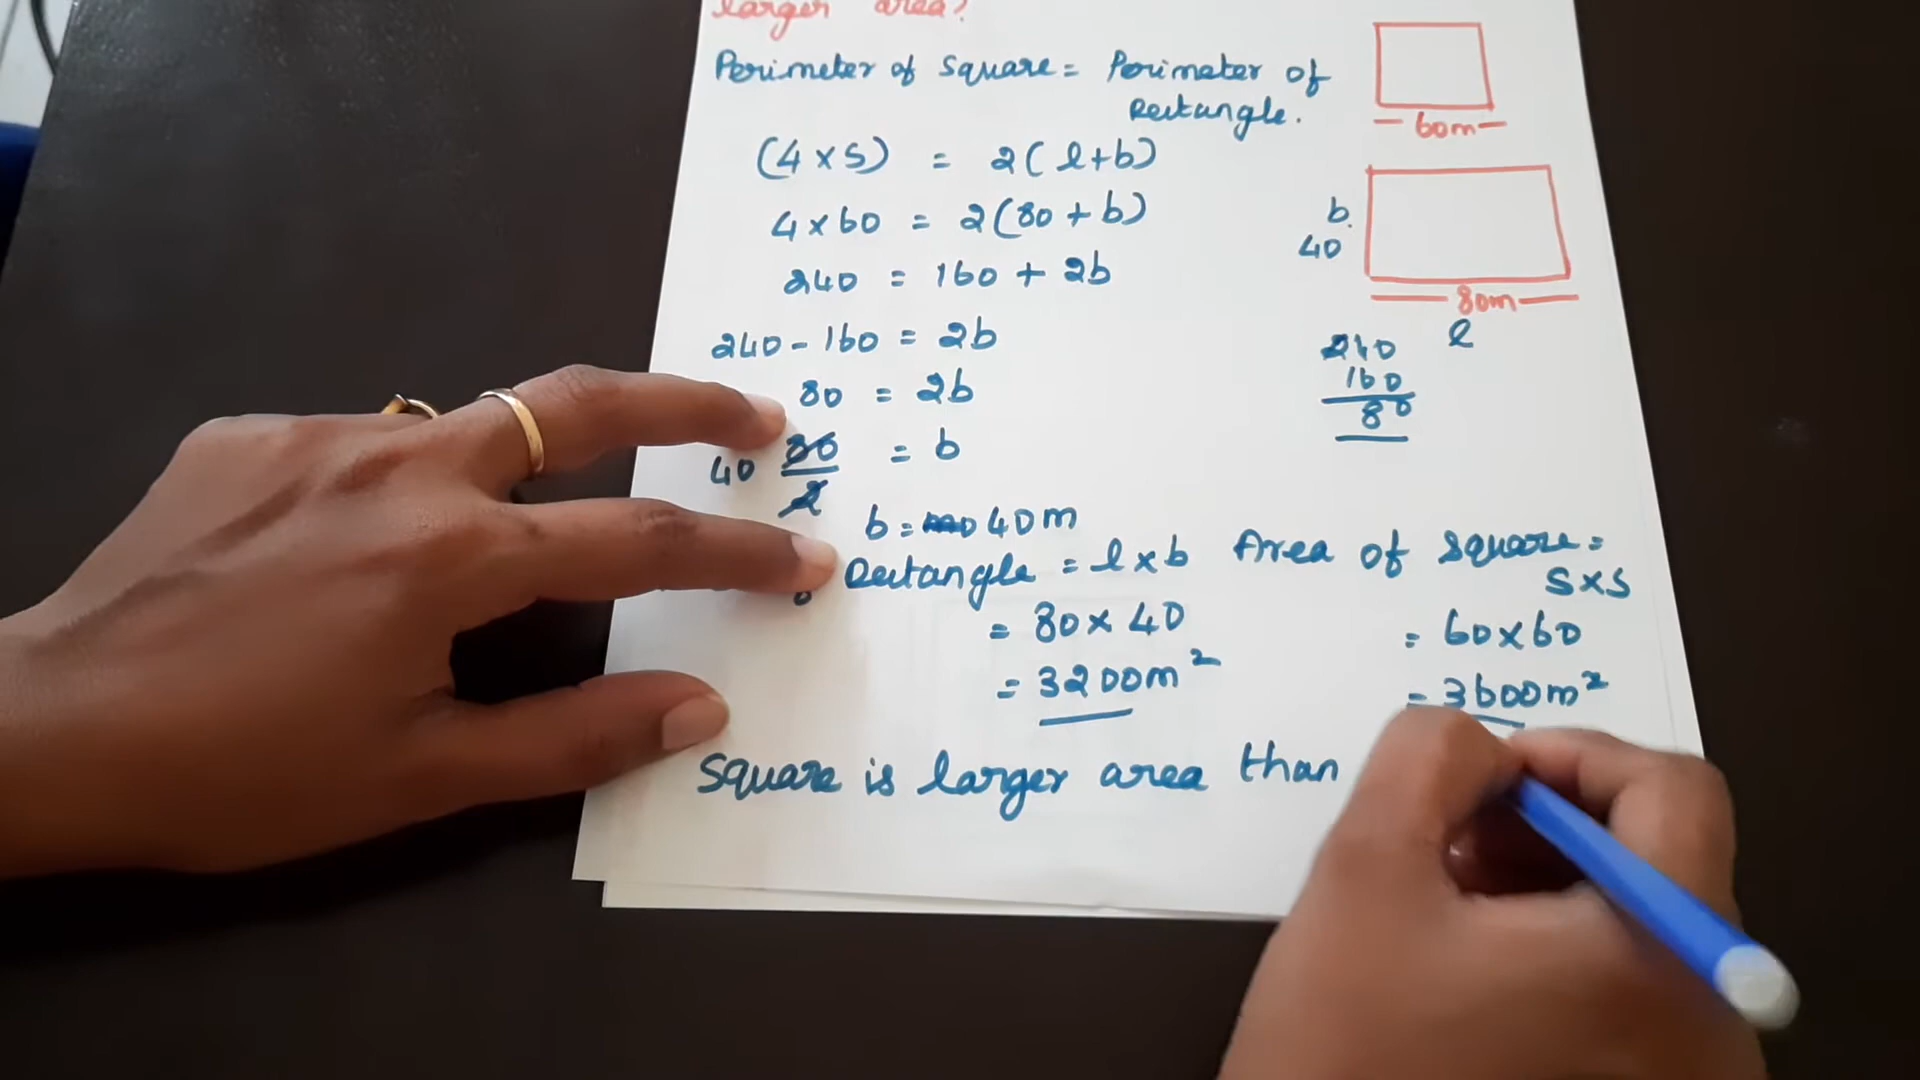 larger area?
Perimeter of square = Perimeter of
Rectangle.
60m
(4 x s) = 2(l+b)
4 x 60 = 2(80 + b)
240 = 160 + 2b
240 - 160 = 2b
80 = 2b
40 80/2 = b
b = 40m
b.
40
80m
l
240
160
80
Rectangle = l x b
= 80 x 40
= 3200m²
Area of square =
s x s
= 60 x 60
= 3600m²
Square is larger area than